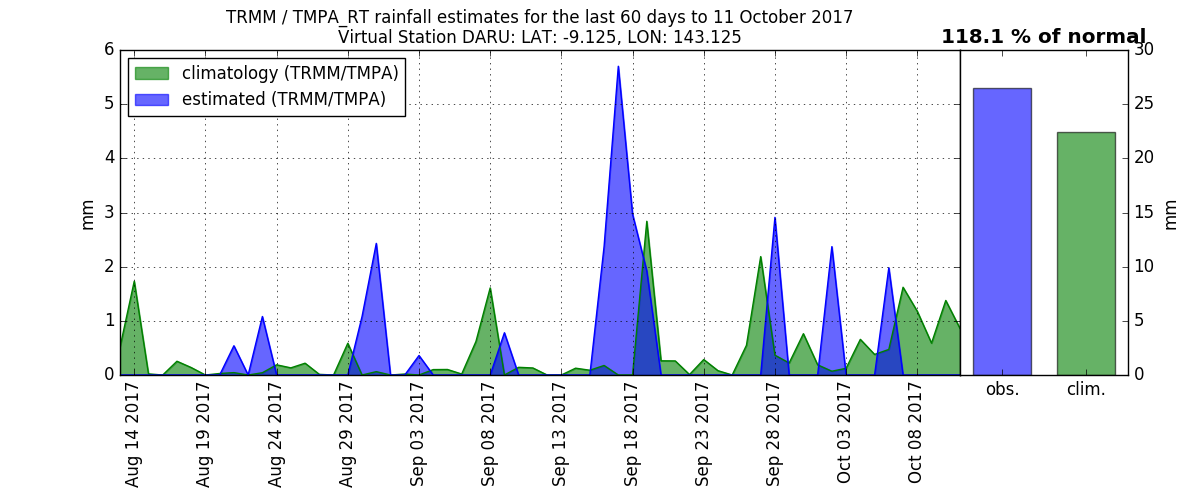 TRMM / TMPA_RT rainfall estimates for the last 60 days to 11 October 2017
Virtual Station DARU: LAT: -9.125, LON: 143.125
118.1 % of normal
climatology (TRMM/TMPA)
estimated (TRMM/TMPA)
6
5
4
3
2
1
0
mm
Aug 14 2017
Aug 19 2017
Aug 24 2017
Aug 29 2017
Sep 03 2017
Sep 08 2017
Sep 13 2017
Sep 18 2017
Sep 23 2017
Sep 28 2017
Oct 03 2017
Oct 08 2017
obs.
clim.
30
25
20
15
10
5
0
mm